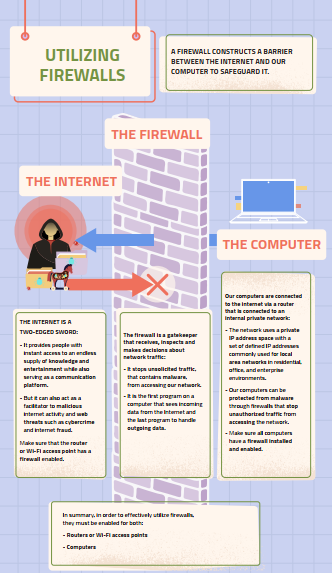 UTILIZING
FIREWALLS
A FIREWALL CONSTRUCTS A BARRIER
BETWEEN THE INTERNET AND OUR
COMPUTER TO SAFEGUARD IT.
THE FIREWALL
THE INTERNET
THE COMPUTER
THE INTERNET IS A
TWO-EDGED SWORD:
- It provides people with
instant access to an endless
supply of knowledge and
entertainment while also
serving as a communication
platform.
- But it can also act as a
facilitator to malicious
internet activity and web
threats such as cybercrime
and internet fraud.
Make sure that the router
or Wi-Fi access point has a
firewall enabled.
The firewall is a gatekeeper
that receives, inspects and
makes decisions about
network traffic:
- It stops unsolicited traffic,
that contains malware,
from accessing our network.
- It is the first program on a
computer that sees incoming
data from the Internet and
the last program to handle
outgoing data.
Our computers are connected
to the internet via a router
that is connected to an
internal private network:
- The network uses a private
IP address space with a
set of defined IP addresses
commonly used for local
area networks in residential,
office, and enterprise
environments.
- Our computers can be
protected from malware
through firewalls that stop
unauthorized traffic from
accessing the network.
- Make sure all computers
have a firewall installed
and enabled.
In summary, in order to effectively utilize firewalls,
they must be enabled for both:
- Routers or Wi-Fi access points
- Computers